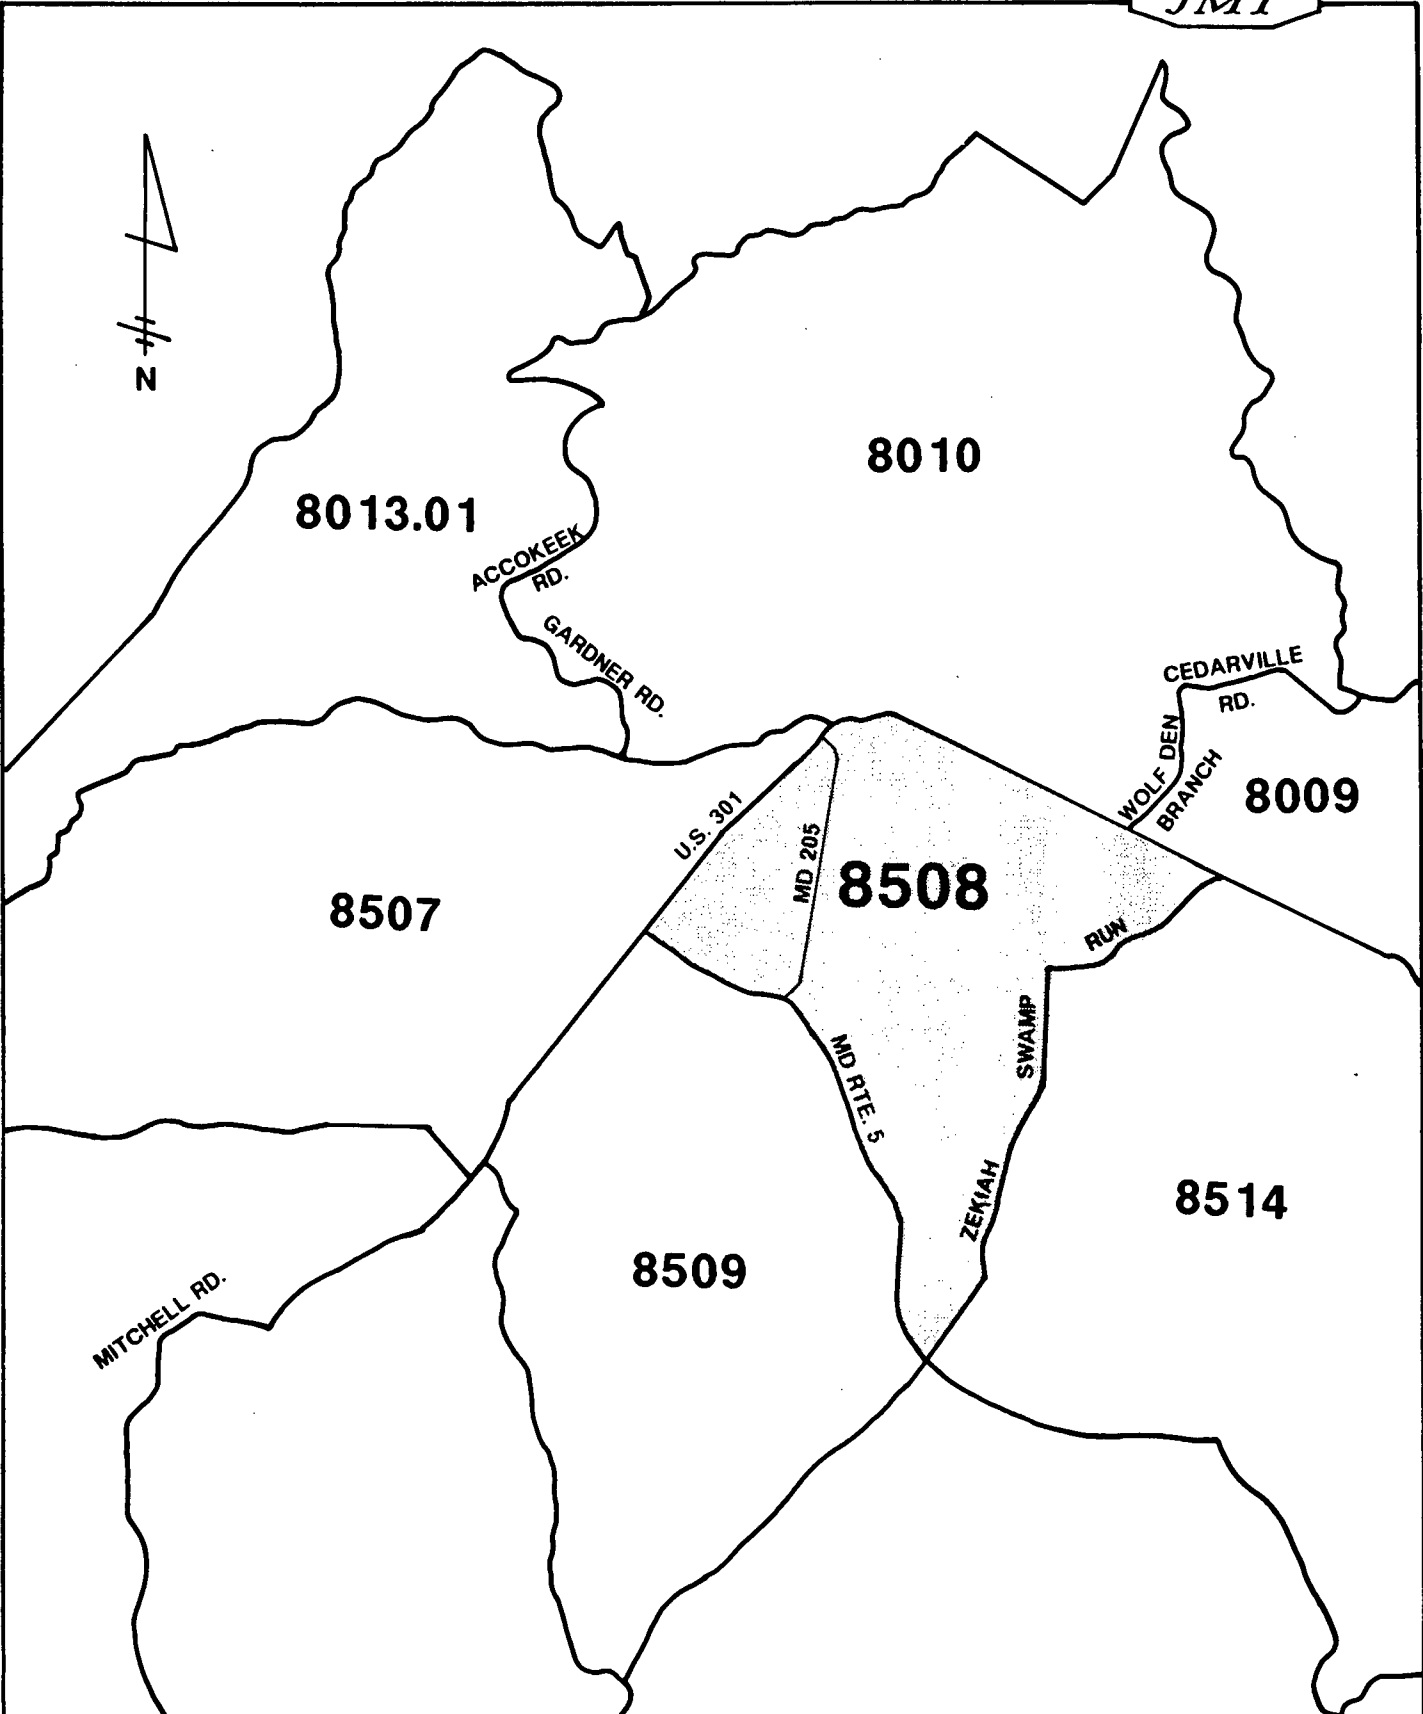 JMT
N
8010
8013.01
ACCOKEEK
RD.
GARDNER RD.
CEDARVILLE
RD.
WOLF DEN
BRANCH
8009
U.S. 301
MD 205
8508
8507
RUN
SWAMP
MD RTE. 5
ZEKIAH
8514
8509
MITCHELL RD.